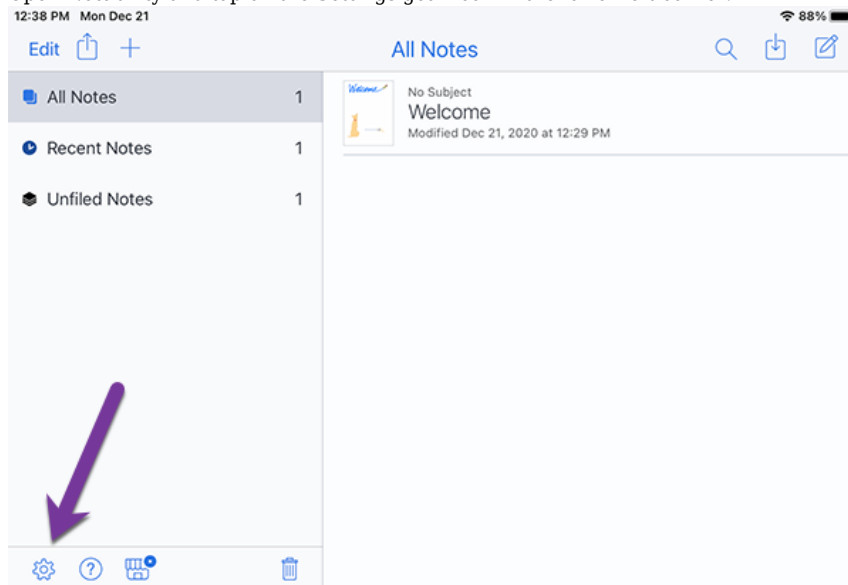 12:38 PM Mon Dec 21
88%
Edit
All Notes
All Notes 1
Recent Notes 1
Unfiled Notes 1
Welcome
No Subject
Welcome
Modified Dec 21, 2020 at 12:29 PM
?